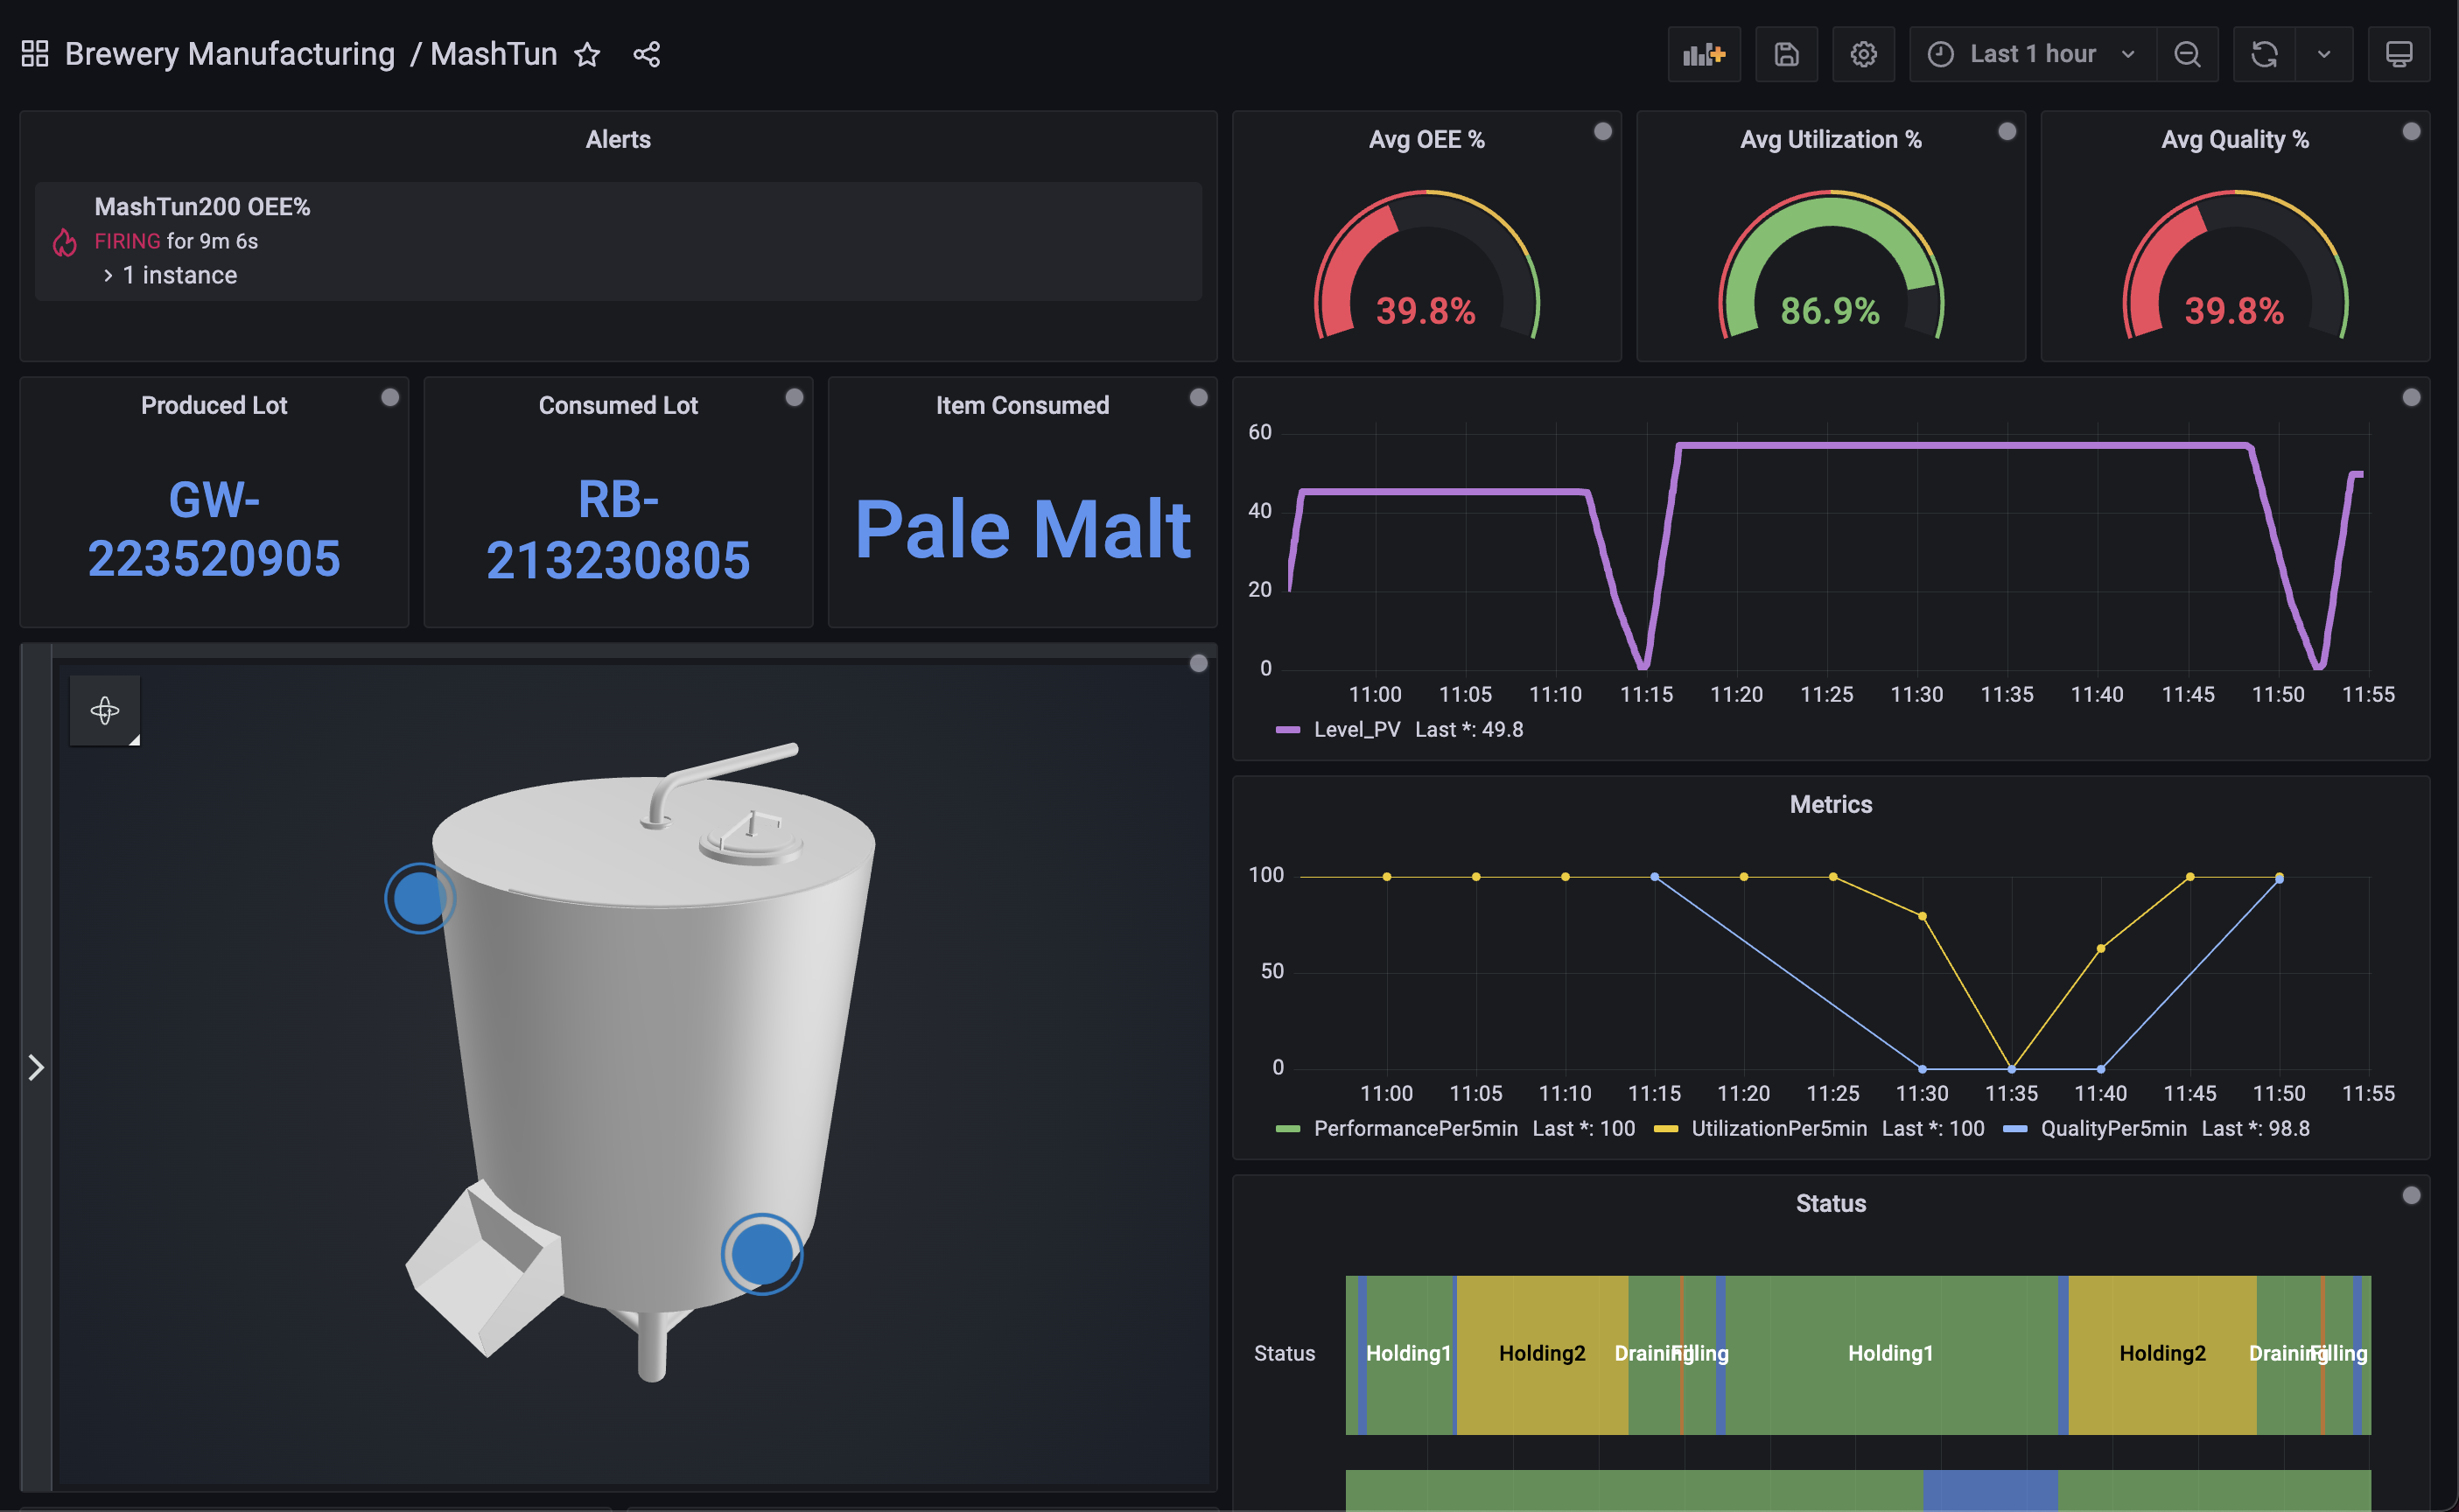 Brewery Manufacturing / MashTun
Last 1 hour
Alerts
MashTun200 OEE%
FIRING for 9m 6s
1 instance
Avg OEE %
39.8%
Avg Utilization %
86.9%
Avg Quality %
39.8%
Produced Lot
GW-
223520905
Consumed Lot
RB-
213230805
Item Consumed
Pale Malt
60
40
20
0
11:00 11:05 11:10 11:15 11:20 11:25 11:30 11:35 11:40 11:45 11:50 11:55
Level_PV Last *: 49.8
Metrics
100
50
0
11:00 11:05 11:10 11:15 11:20 11:25 11:30 11:35 11:40 11:45 11:50 11:55
PerformancePer5min Last *: 100 UtilizationPer5min Last *: 100 QualityPer5min Last *: 98.8
Status
Status Holding1 Holding2 Draining Filling Holding1 Holding2 Draining Filling